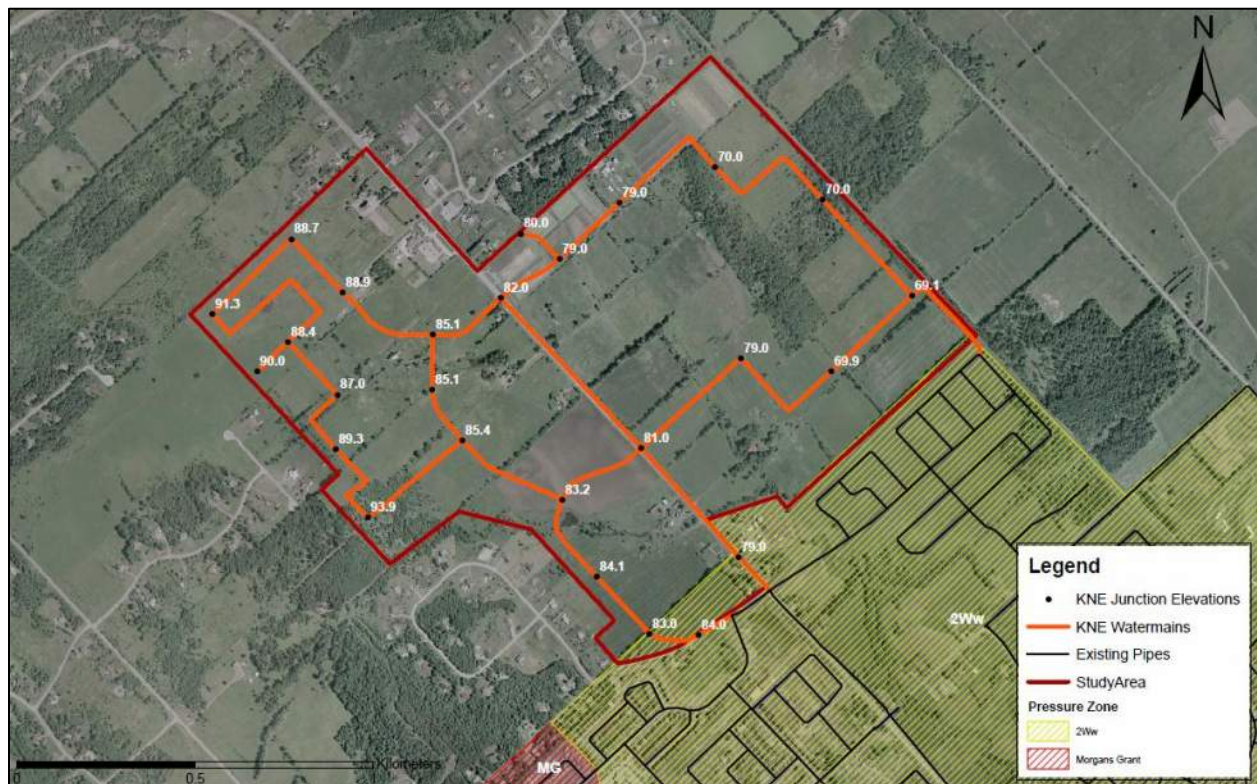 N
70.0
79.0
70.0
80.0
88.7
79.0
88.9
82.0
69.1
91.3
85.1
88.4
79.0
90.0
69.9
85.1
87.0
85.4
81.0
89.3
83.2
93.9
79.0
84.1
83.0
84.0
2Ww
MG
Legend
KNE Junction Elevations
KNE Watermains
Existing Pipes
StudyArea
Pressure Zone
2Ww
Morgans Grant
0.5
Kilometers